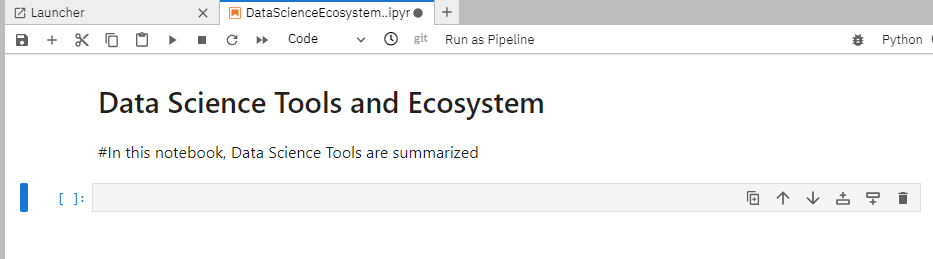 Launcher
DataScienceEcosystem..ipyr
Code
git
Run as Pipeline
Python
Data Science Tools and Ecosystem
#In this notebook, Data Science Tools are summarized
[ ]: